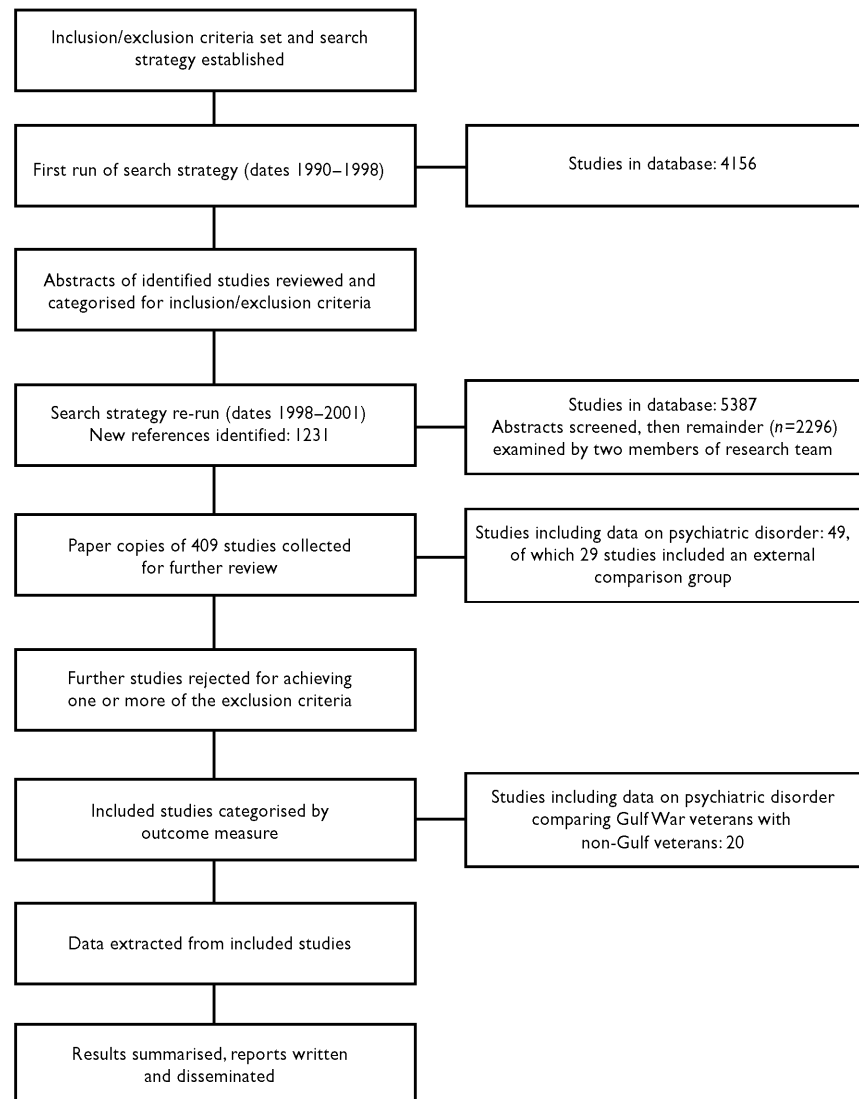 Inclusion/exclusion criteria set and search
strategy established
First run of search strategy (dates 1990–1998)
Studies in database: 4156
Abstracts of identified studies reviewed and
categorised for inclusion/exclusion criteria
Search strategy re-run (dates 1998–2001)
New references identified: 1231
Studies in database: 5387
Abstracts screened, then remainder (n=2296)
examined by two members of research team
Paper copies of 409 studies collected
for further review
Studies including data on psychiatric disorder: 49,
of which 29 studies included an external
comparison group
Further studies rejected for achieving
one or more of the exclusion criteria
Included studies categorised by
outcome measure
Studies including data on psychiatric disorder
comparing Gulf War veterans with
non-Gulf veterans: 20
Data extracted from included studies
Results summarised, reports written
and disseminated